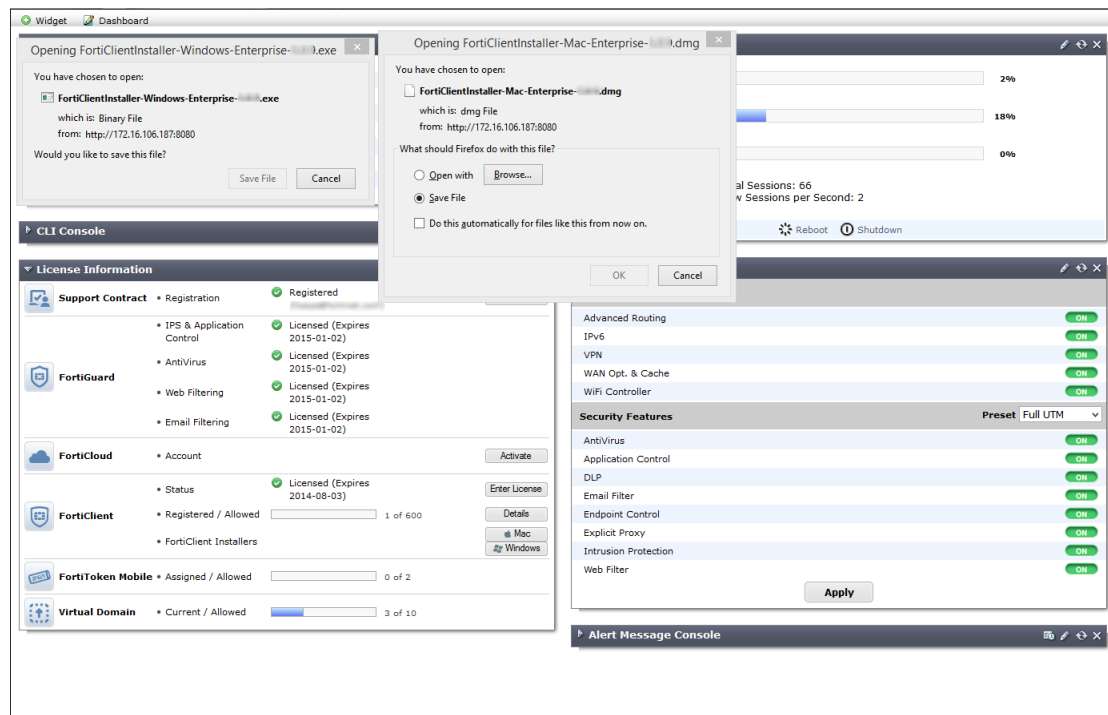 Widget Dashboard
Opening FortiClientInstaller-Windows-Enterprise- .exe
You have chosen to open:
FortiClientInstaller-Windows-Enterprise- .exe
which is: Binary File
from: http://172.16.106.187:8080
Would you like to save this file?
Save File Cancel
Opening FortiClientInstaller-Mac-Enterprise- .dmg
You have chosen to open:
FortiClientInstaller-Mac-Enterprise- .dmg
which is: dmg File
from: http://172.16.106.187:8080
What should Firefox do with this file?
Open with Browse...
Save File
Do this automatically for files like this from now on.
OK Cancel
2%
18%
0%
Sessions: 66
Sessions per Second: 2
Reboot Shutdown
CLI Console
License Information
Support Contract • Registration Registered
FortiGuard
• IPS & Application Control Licensed (Expires 2015-01-02)
• AntiVirus Licensed (Expires 2015-01-02)
• Web Filtering Licensed (Expires 2015-01-02)
• Email Filtering Licensed (Expires 2015-01-02)
FortiCloud • Account Activate
FortiClient
• Status Licensed (Expires 2014-08-03) Enter License
• Registered / Allowed 1 of 600 Details
• FortiClient Installers Mac
Windows
FortiToken Mobile • Assigned / Allowed 0 of 2
Virtual Domain • Current / Allowed 3 of 10
Advanced Routing ON
IPv6 ON
VPN ON
WAN Opt. & Cache ON
WiFi Controller ON
Security Features Preset Full UTM
AntiVirus ON
Application Control ON
DLP ON
Email Filter ON
Endpoint Control ON
Explicit Proxy ON
Intrusion Protection ON
Web Filter ON
Apply
Alert Message Console